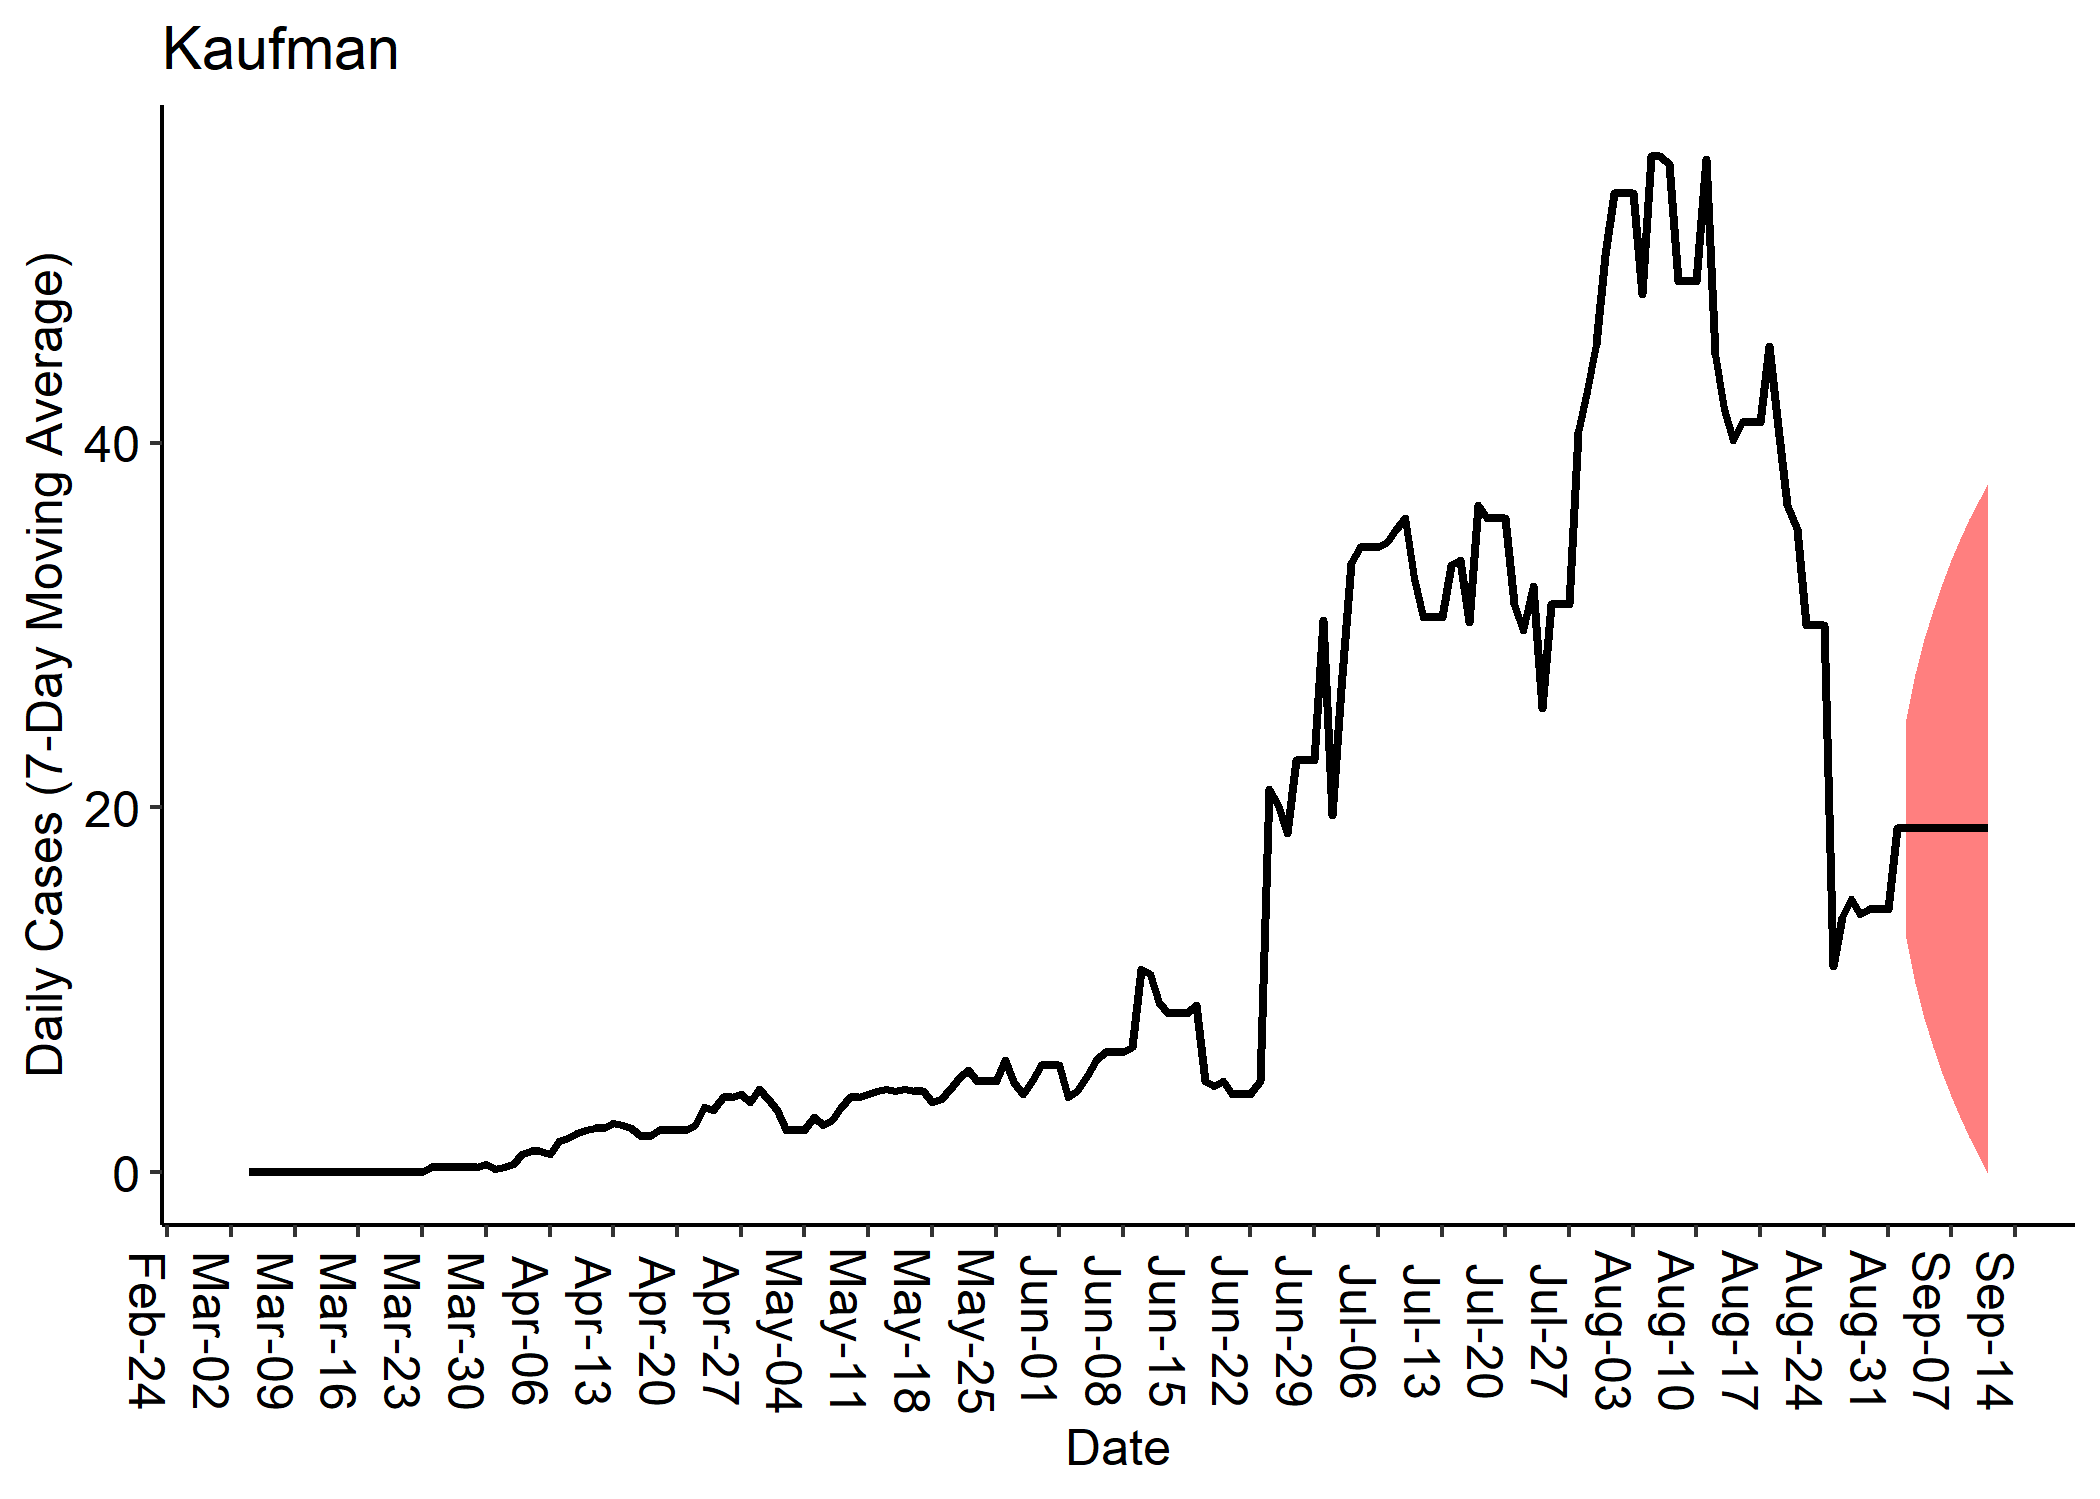 Kaufman
Daily Cases (7-Day Moving Average)
40
20
0
Feb-24
Mar-02
Mar-09
Mar-16
Mar-23
Mar-30
Apr-06
Apr-13
Apr-20
Apr-27
May-04
May-11
May-18
May-25
Jun-01
Jun-08
Jun-15
Jun-22
Jun-29
Jul-06
Jul-13
Jul-20
Jul-27
Aug-03
Aug-10
Aug-17
Aug-24
Aug-31
Sep-07
Sep-14
Date